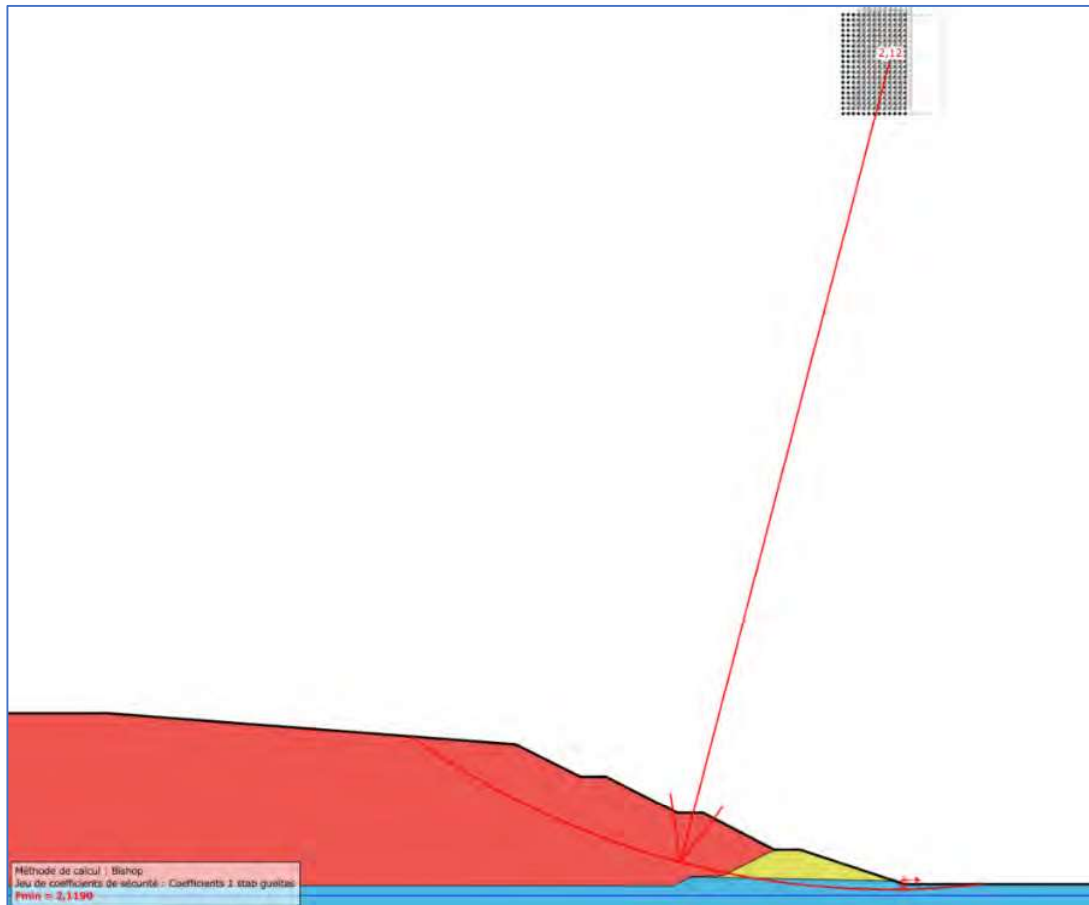 2,12
Méthode de calcul : Bishop
Jeu de coefficients de sécurité : Coefficients 1 stab gueltas
Fmin = 2,1190